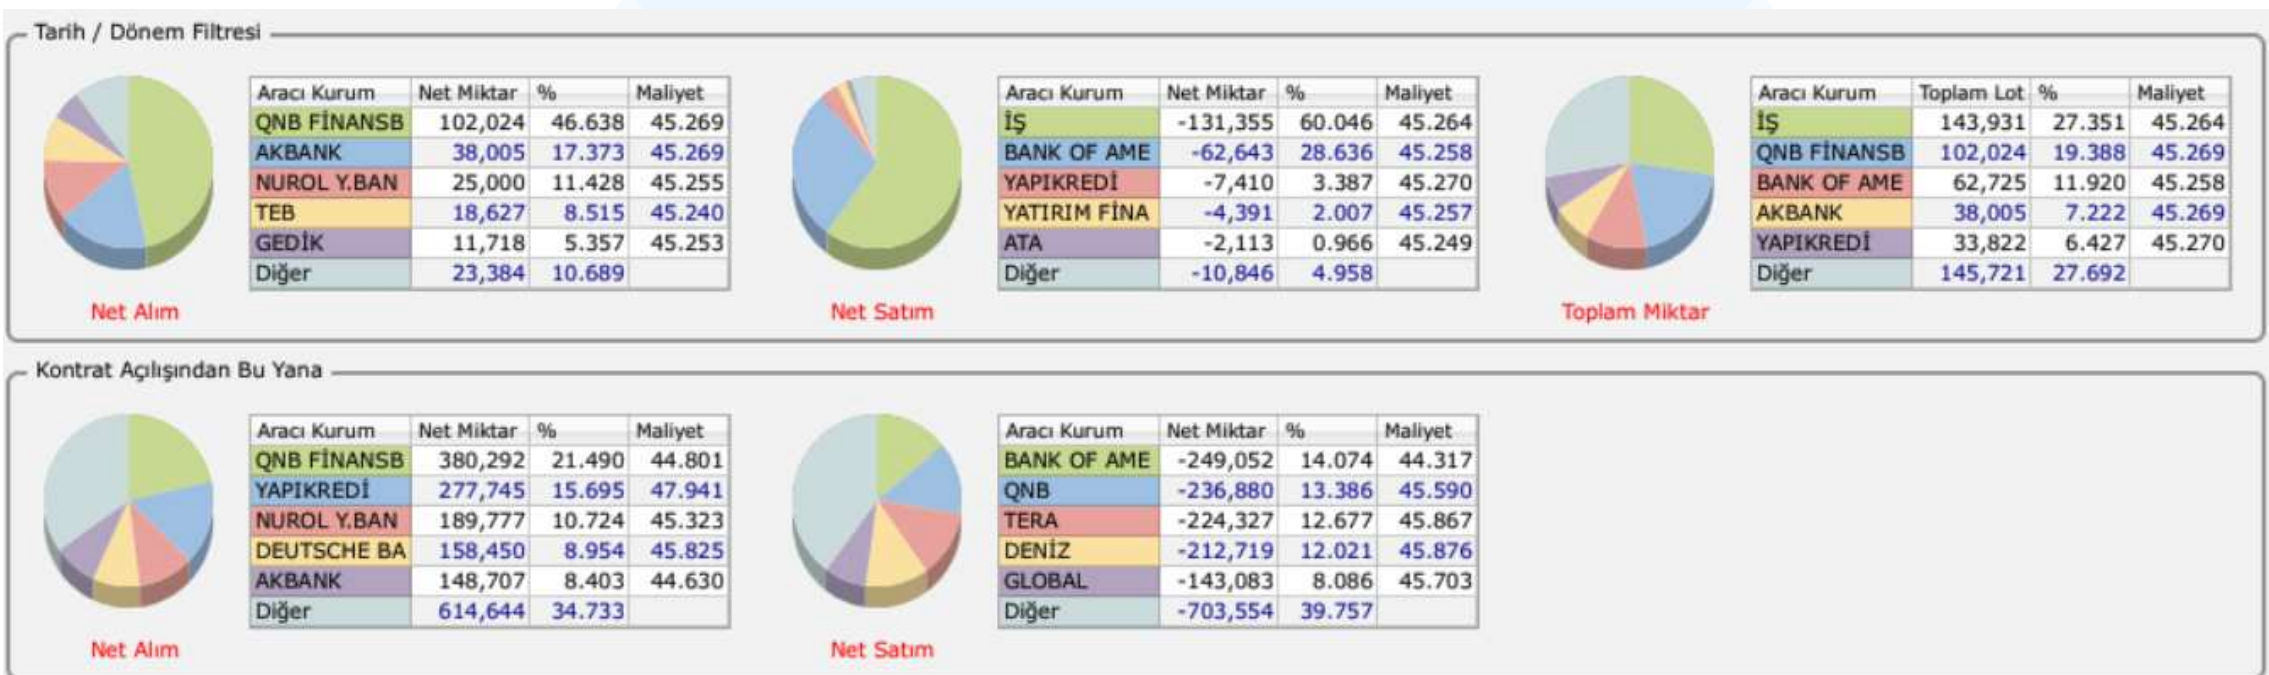 Tarih / Dönem Filtresi
Aracı Kurum Net Miktar % Maliyet
QNB FİNANSB 102,024 46.638 45.269
AKBANK 38,005 17.373 45.269
NUROL Y.BAN 25,000 11.428 45.255
TEB 18,627 8.515 45.240
GEDİK 11,718 5.357 45.253
Diğer 23,384 10.689
Net Alım
Aracı Kurum Net Miktar % Maliyet
İŞ -131,355 60.046 45.264
BANK OF AME -62,643 28.636 45.258
YAPIKREDİ -7,410 3.387 45.270
YATIRIM FİNA -4,391 2.007 45.257
ATA -2,113 0.966 45.249
Diğer -10,846 4.958
Net Satım
Aracı Kurum Toplam Lot % Maliyet
İŞ 143,931 27.351 45.264
QNB FİNANSB 102,024 19.388 45.269
BANK OF AME 62,725 11.920 45.258
AKBANK 38,005 7.222 45.269
YAPIKREDİ 33,822 6.427 45.270
Diğer 145,721 27.692
Toplam Miktar
Kontrat Açılışından Bu Yana
Aracı Kurum Net Miktar % Maliyet
QNB FİNANSB 380,292 21.490 44.801
YAPIKREDİ 277,745 15.695 47.941
NUROL Y.BAN 189,777 10.724 45.323
DEUTSCHE BA 158,450 8.954 45.825
AKBANK 148,707 8.403 44.630
Diğer 614,644 34.733
Net Alım
Aracı Kurum Net Miktar % Maliyet
BANK OF AME -249,052 14.074 44.317
QNB -236,880 13.386 45.590
TERA -224,327 12.677 45.867
DENİZ -212,719 12.021 45.876
GLOBAL -143,083 8.086 45.703
Diğer -703,554 39.757
Net Satım